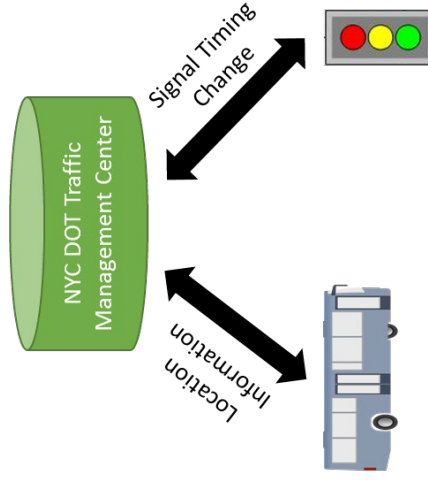 NYC DOT Traffic
Management Center
Signal Timing
Change
Location
Information